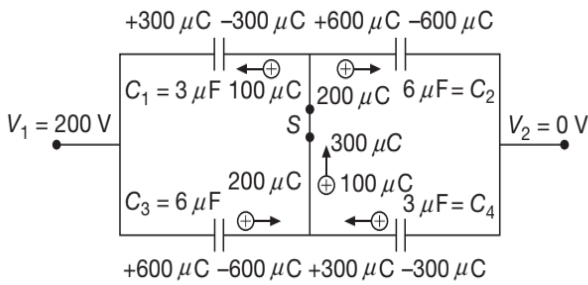 +300 μC −300 μC +600 μC −600 μC
C₁ = 3 μF 100 μC 200 μC 6 μF = C₂
V₁ = 200 V S 300 μC V₂ = 0 V
C₃ = 6 μF 200 μC 100 μC 3 μF = C₄
+600 μC −600 μC +300 μC −300 μC